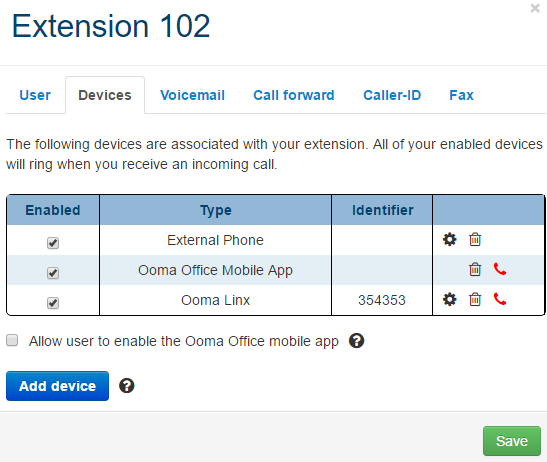 Extension 102
User Devices Voicemail Call forward Caller-ID Fax
The following devices are associated with your extension. All of your enabled devices
will ring when you receive an incoming call.
Enabled Type Identifier
External Phone
Ooma Office Mobile App
Ooma Linx 354353
Allow user to enable the Ooma Office mobile app ?
Add device ?
Save